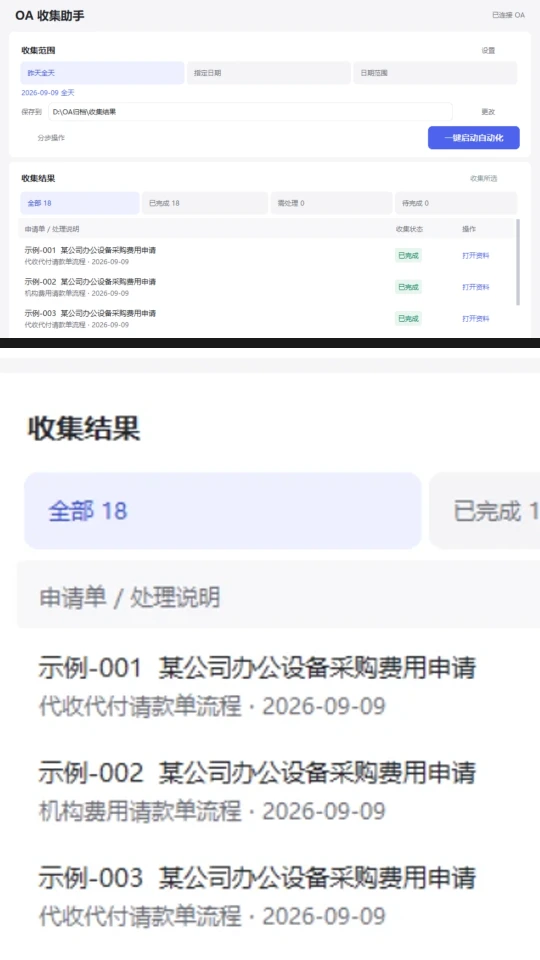 OA 收集助手 已连接 OA
收集范围 设置
昨天全天 指定日期 日期范围
2026-09-09 全天
保存到 D:\OA归档\收集结果 更改
分步操作 一键启动自动化
收集结果 收集所选
全部 18 已完成 18 需处理 0 待完成 0
申请单 / 处理说明 收集状态 操作
示例-001 某公司办公设备采购费用申请
代收代付请款单流程 · 2026-09-09 已完成 打开资料
示例-002 某公司办公设备采购费用申请
机构费用请款单流程 · 2026-09-09 已完成 打开资料
示例-003 某公司办公设备采购费用申请
代收代付请款单流程 · 2026-09-09 已完成 打开资料
收集结果
全部 18 已完成 1
申请单 / 处理说明
示例-001 某公司办公设备采购费用申请
代收代付请款单流程 · 2026-09-09
示例-002 某公司办公设备采购费用申请
机构费用请款单流程 · 2026-09-09
示例-003 某公司办公设备采购费用申请
代收代付请款单流程 · 2026-09-09